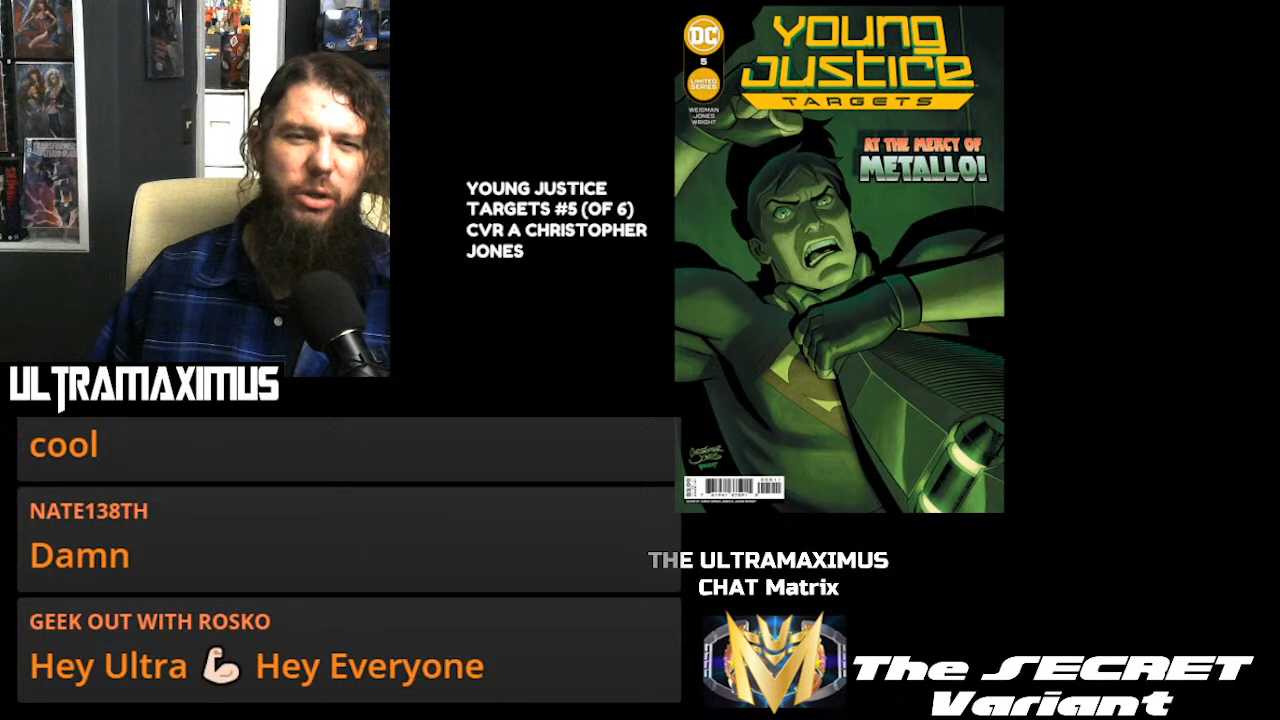 YOUNG JUSTICE
TARGETS #5 (OF 6)
CVR A CHRISTOPHER
JONES
DC
5
LIMITED
SERIES
WEISMAN
JONES
WRIGHT
YOUNG
JUSTICE
TARGETS
AT THE MERCY OF
METALLO!
ULTRAMAXIMUS
cool
NATE138TH
Damn
GEEK OUT WITH ROSKO
Hey Ultra 💪🏻 Hey Everyone
THE ULTRAMAXIMUS
CHAT Matrix
The SECRET
Variant